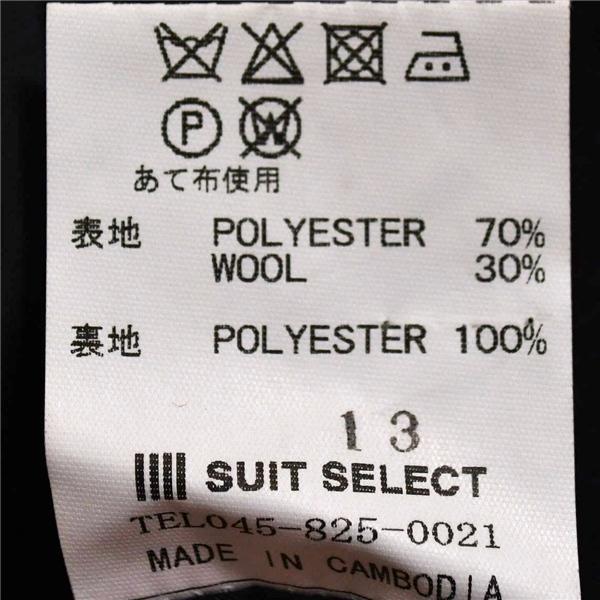 P W
あて布使用
表地 POLYESTER 70%
WOOL 30%
裏地 POLYESTER 100%
13
SUIT SELECT
TEL045-825-0021
MADE IN CAMBODIA